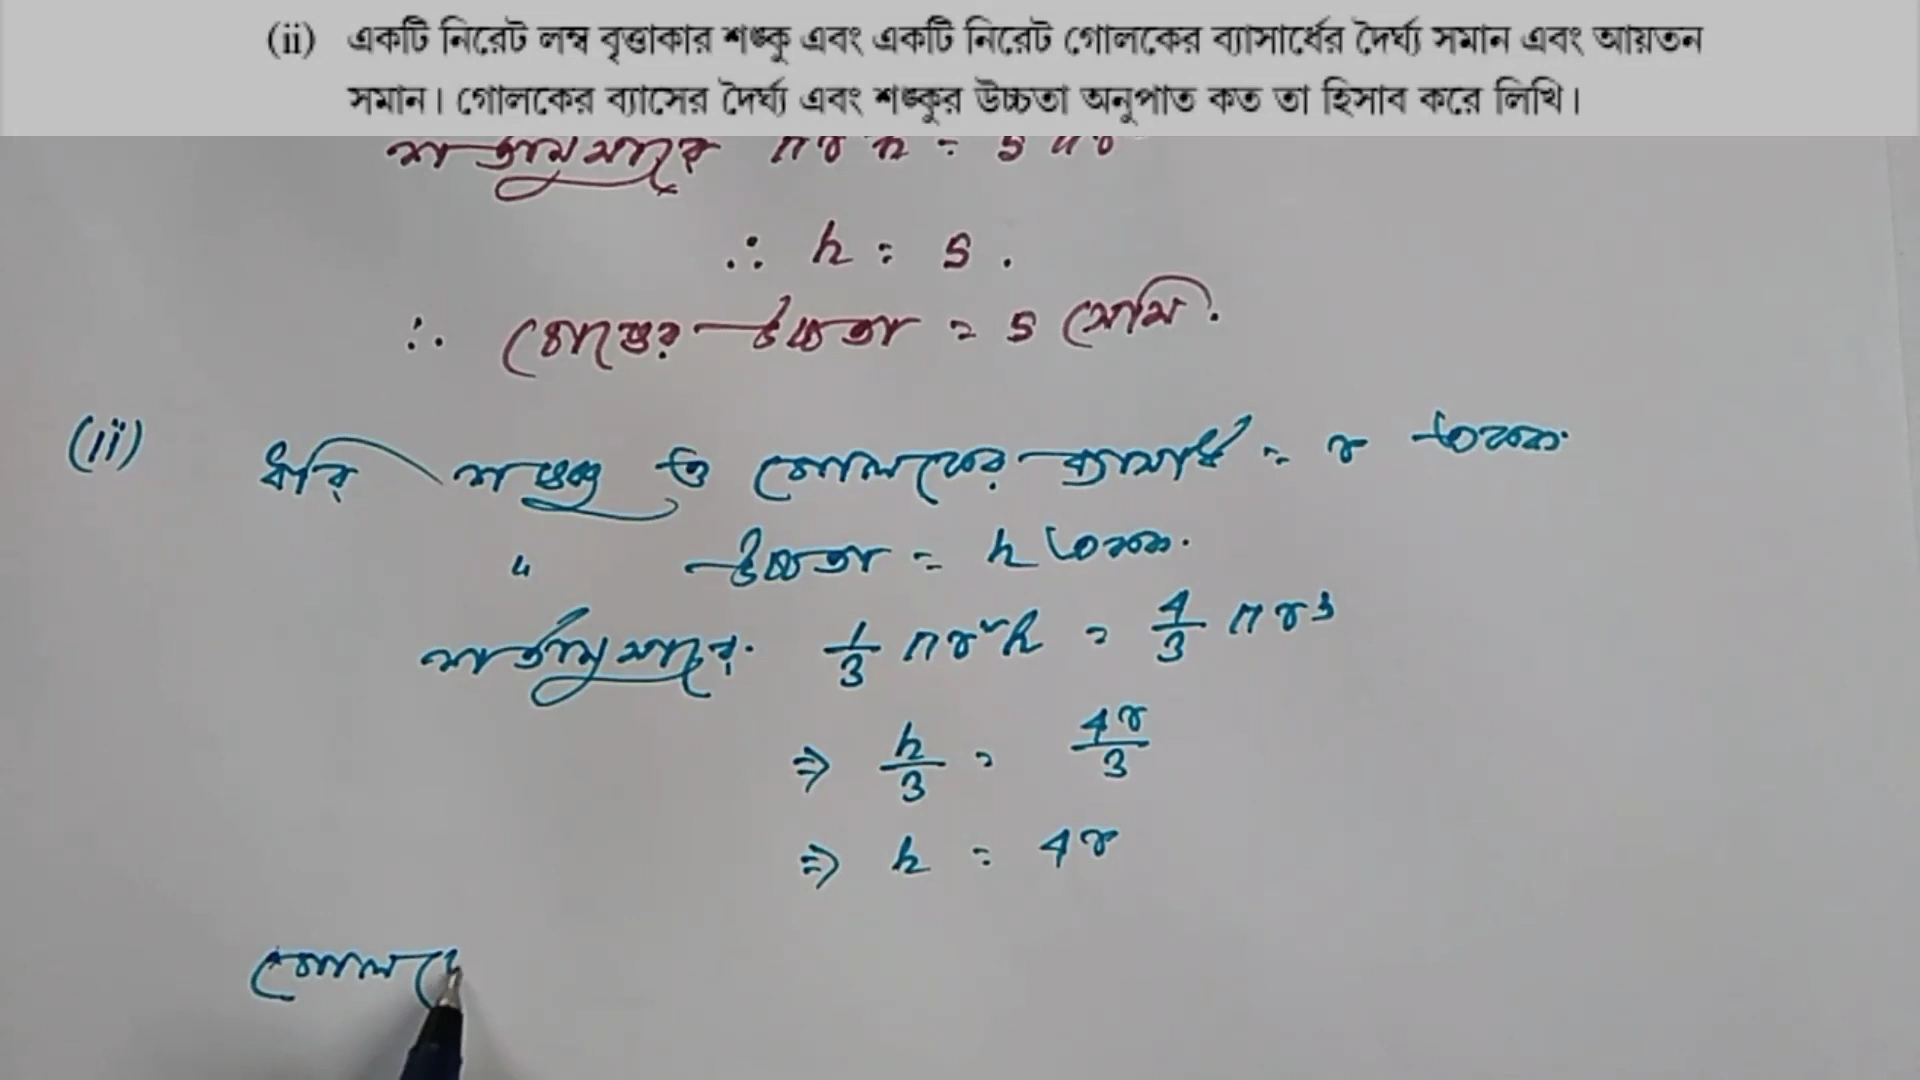 (ii) একটি নিরেট লম্ব বৃত্তাকার শঙ্কু এবং একটি নিরেট গোলকের ব্যাসার্ধের দৈর্ঘ্য সমান এবং আয়তন
সমান। গোলকের ব্যাসের দৈর্ঘ্য এবং শঙ্কুর উচ্চতা অনুপাত কত তা হিসাব করে লিখি।
শর্তানুসারে
∴ h = 5 .
∴ চোঙের উচ্চতা = 5 সেমি.
(ii) ধরি শঙ্কু ও গোলকের ব্যাসার্ধ = r একক.
" উচ্চতা = h একক.
শর্তানুসারে. 1/3 πr²h = 4/3 πr³
⇒ h/3 = 4r/3
⇒ h = 4r
গোলকে